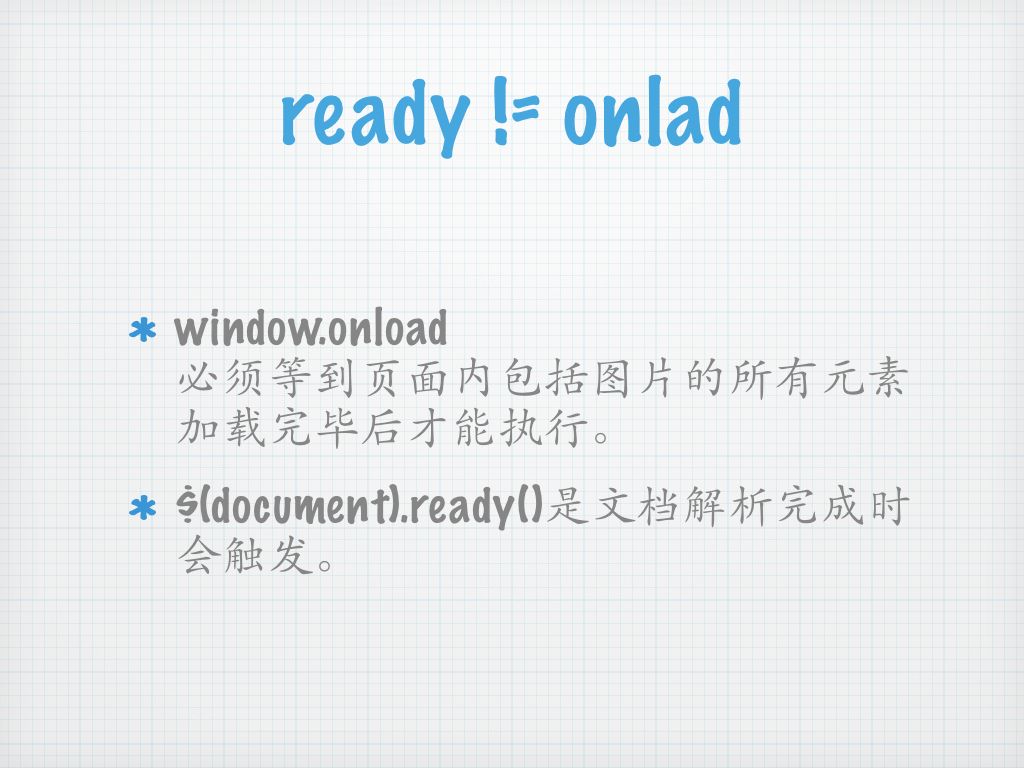 ready != onlad
* window.onload
必须等到页面内包括图片的所有元素
加载完毕后才能执行。
* $(document).ready()是文档解析完成时
会触发。